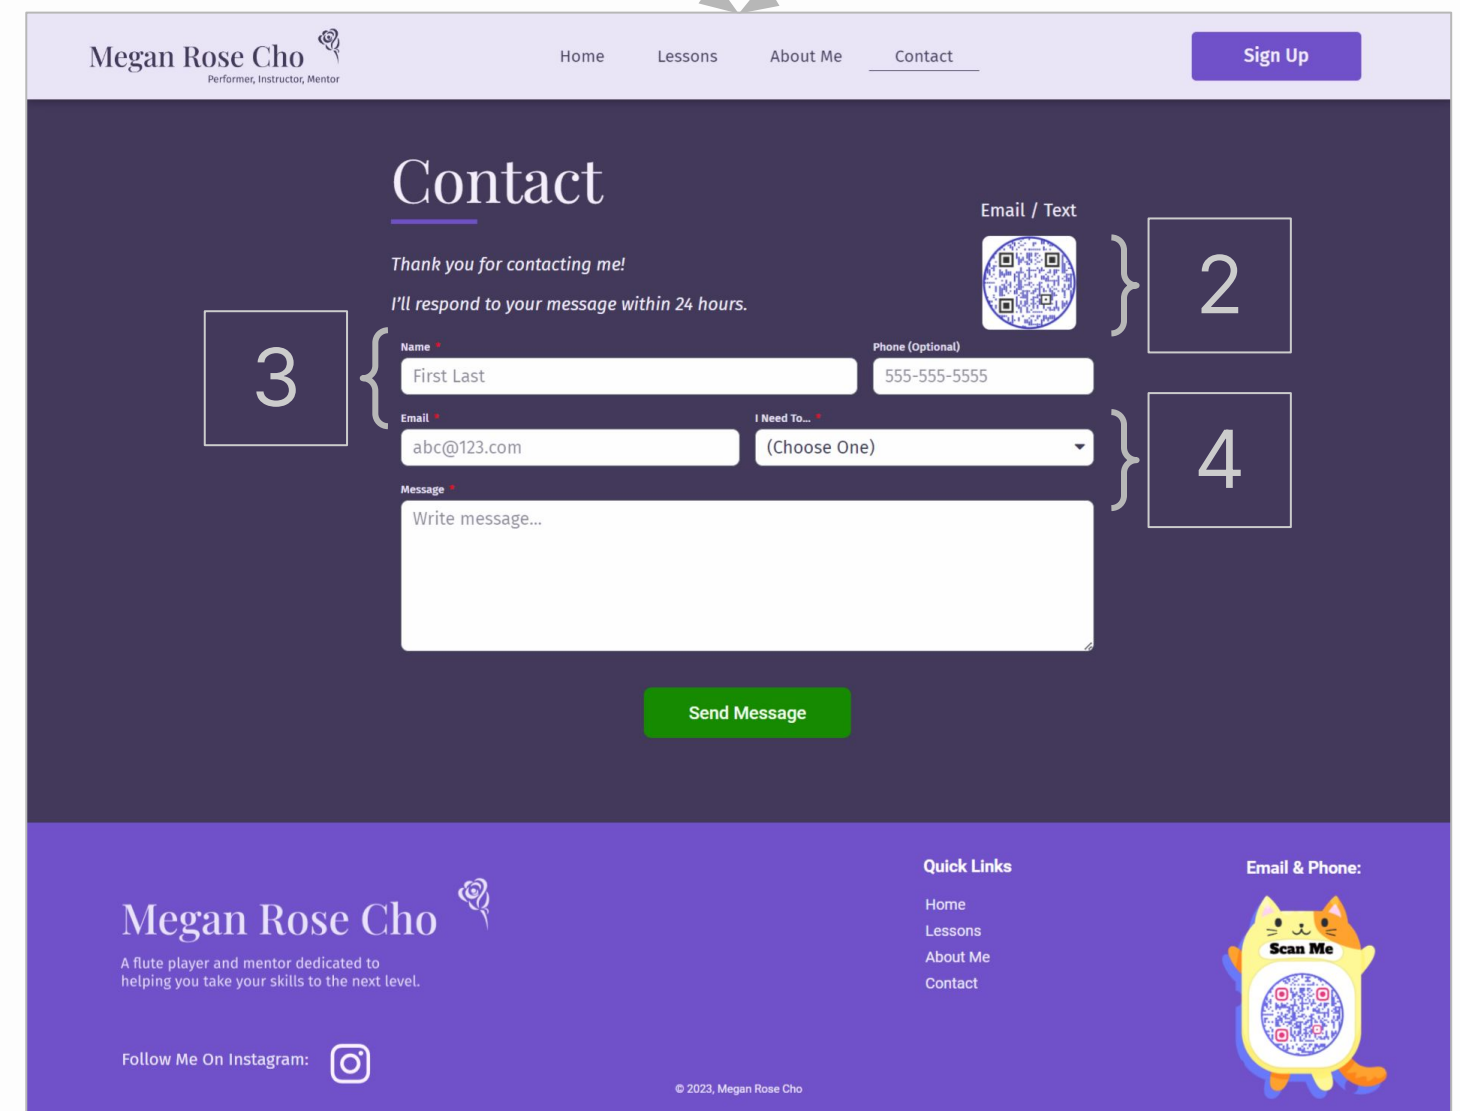 Megan Rose Cho
Performer, Instructor, Mentor
Home
Lessons
About Me
Contact
Sign Up
Contact
Email / Text
Thank you for contacting me!
I'll respond to your message within 24 hours.
2
3
Name *
Phone (Optional)
First Last
555-555-5555
Email *
I Need To... *
abc@123.com
(Choose One)
4
Message *
Write message...
Send Message
Megan Rose Cho
A flute player and mentor dedicated to
helping you take your skills to the next level.
Follow Me On Instagram:
Quick Links
Home
Lessons
About Me
Contact
Email & Phone:
Scan Me
© 2023, Megan Rose Cho